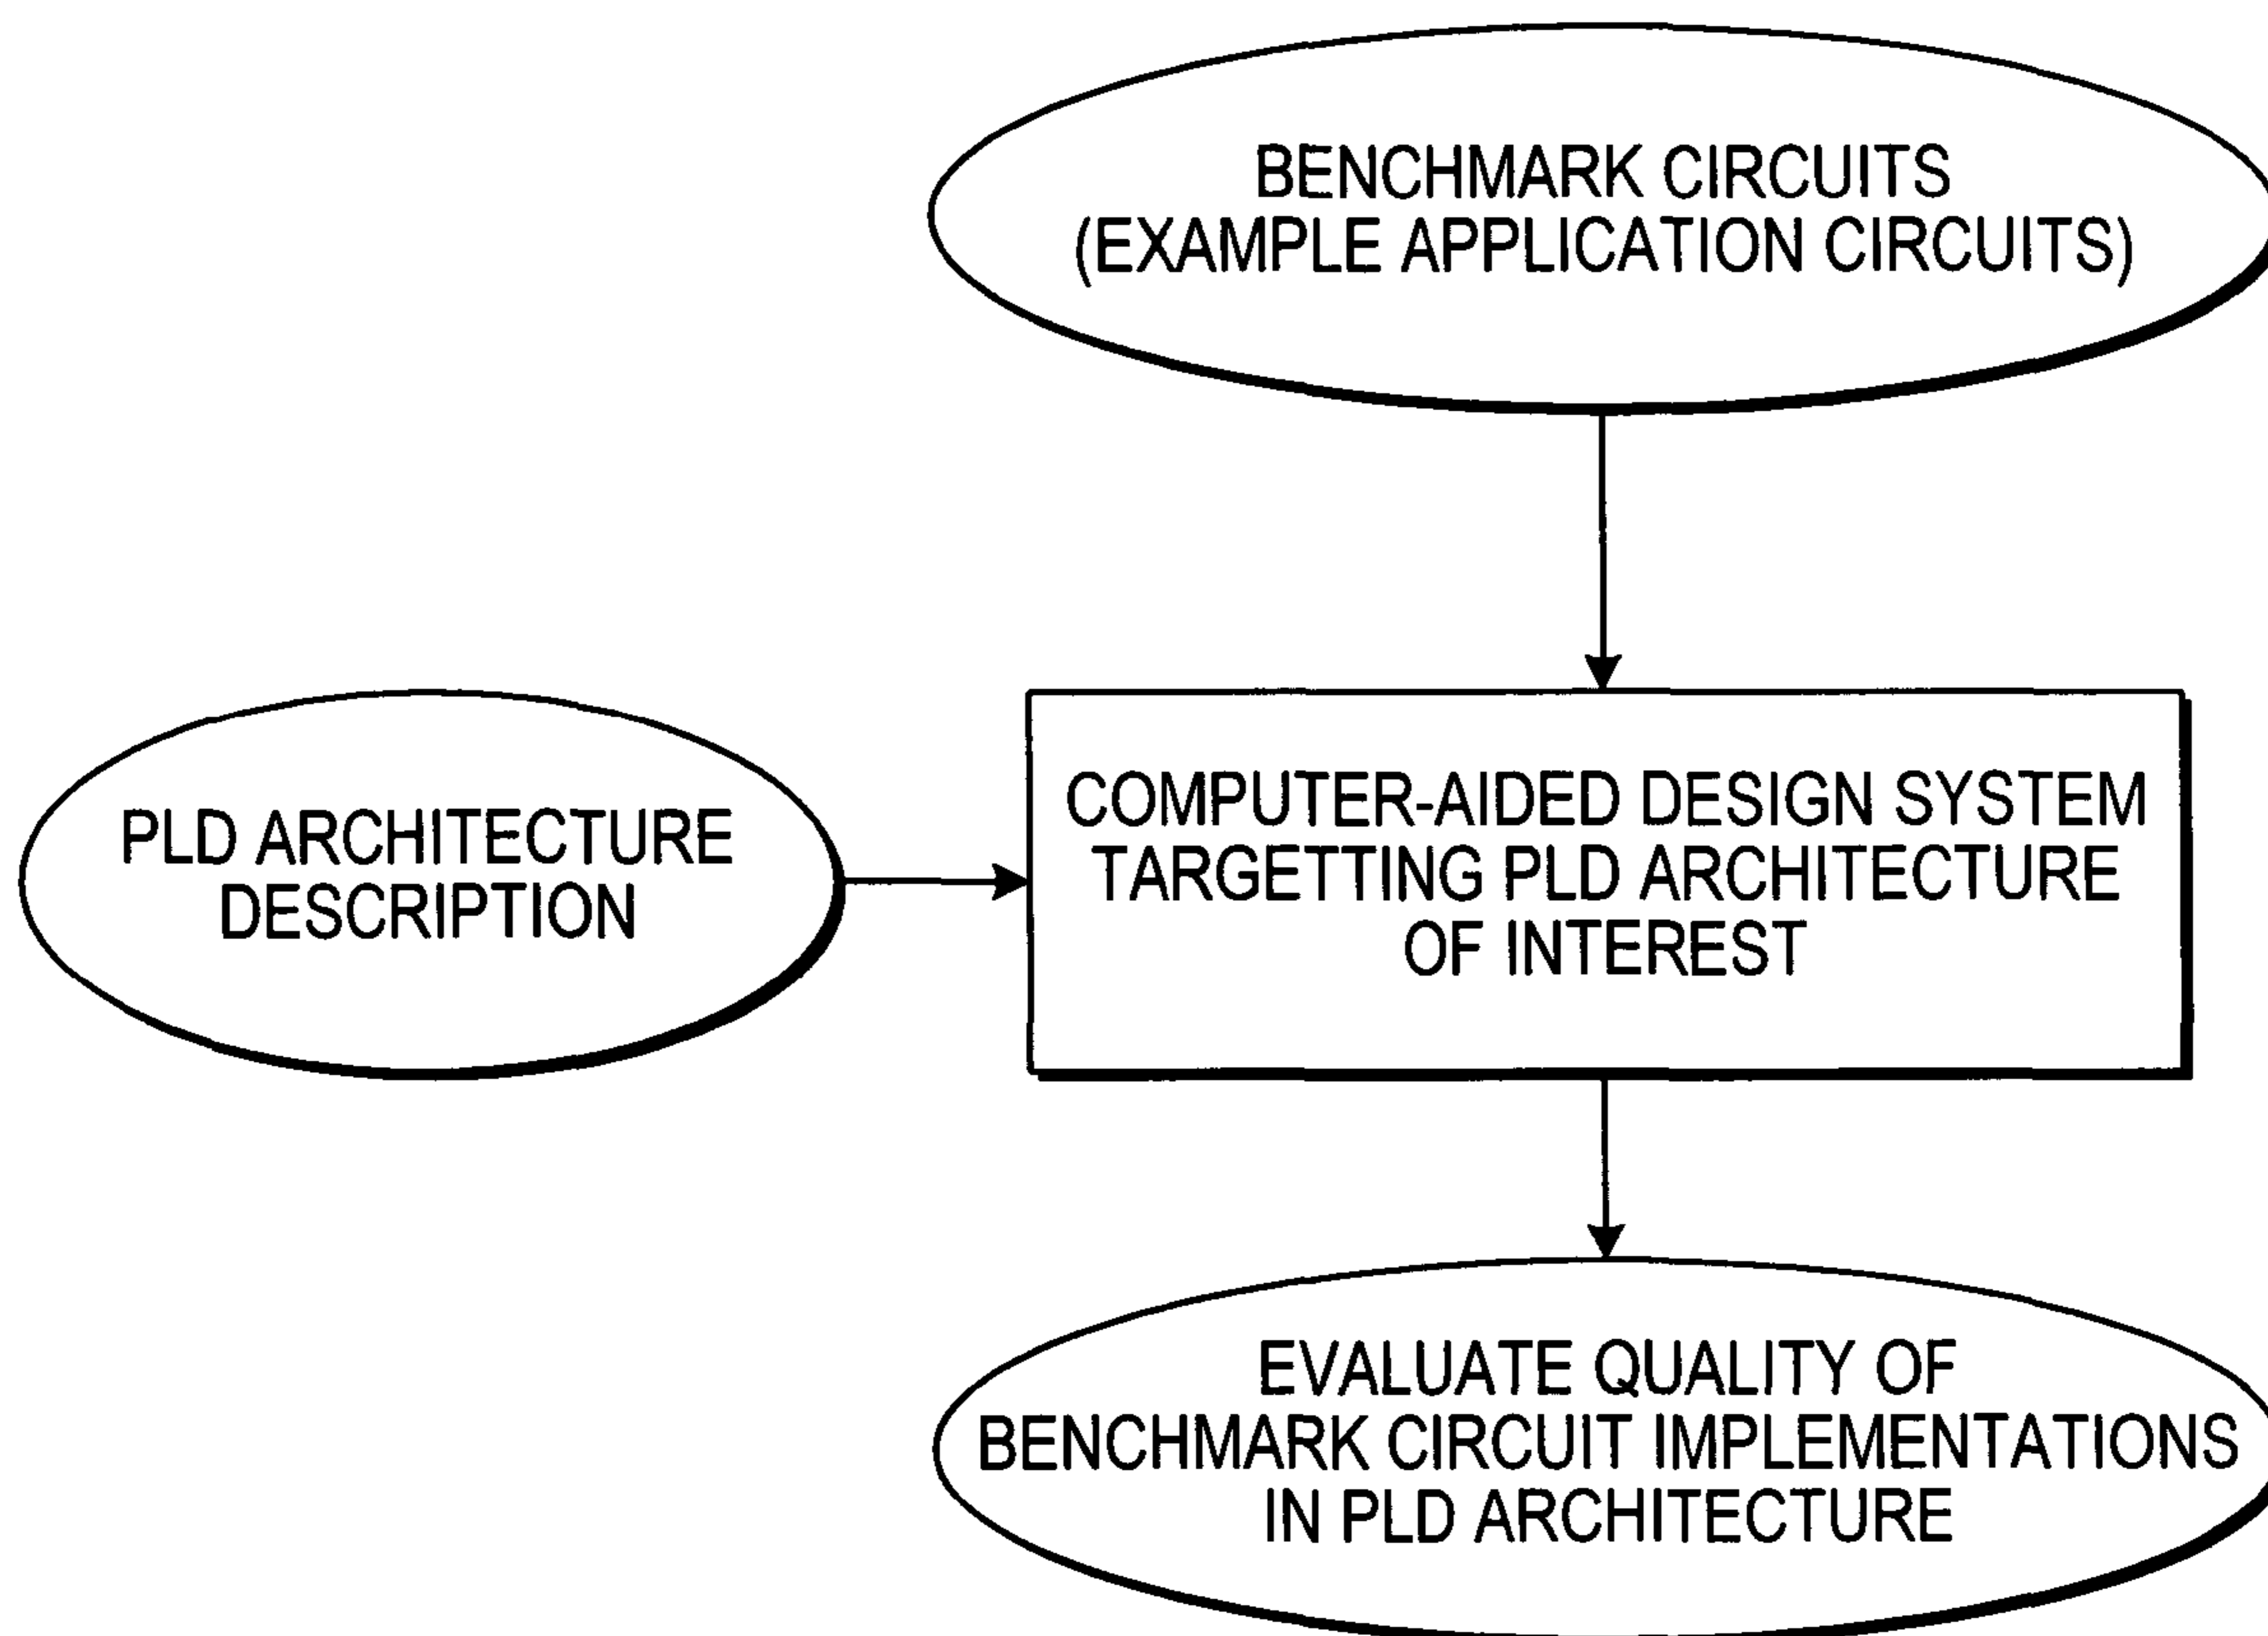 BENCHMARK CIRCUITS
(EXAMPLE APPLICATION CIRCUITS)
PLD ARCHITECTURE
DESCRIPTION
COMPUTER-AIDED DESIGN SYSTEM
TARGETTING PLD ARCHITECTURE
OF INTEREST
EVALUATE QUALITY OF
BENCHMARK CIRCUIT IMPLEMENTATIONS
IN PLD ARCHITECTURE